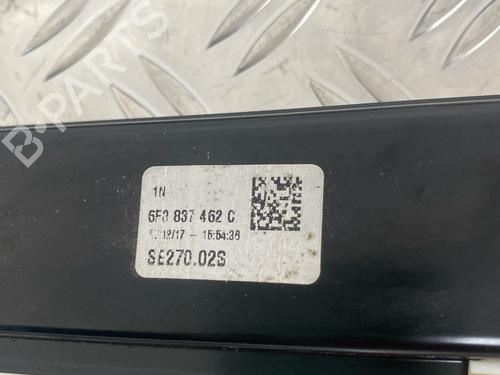 B-PARTS
1N
6F0 837 462 C
12/17 - 15:54:36
SE270.02S